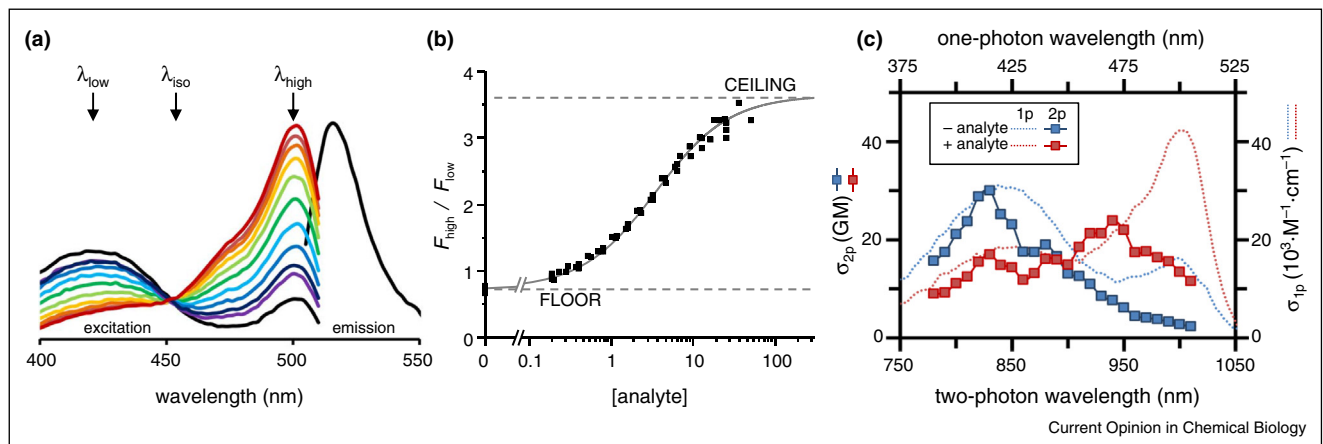 (a)
λlow
λiso
λhigh
excitation
emission
400
450
500
550
wavelength (nm)
(b)
4
3
2
1
0
Fhigh / Flow
CEILING
FLOOR
0
0.1
1
10
100
[analyte]
(c)
one-photon wavelength (nm)
375
425
475
525
1p 2p
– analyte
+ analyte
40
20
0
σ2p (GM)
40
20
0
σ1p (10³·M⁻¹·cm⁻¹)
750
850
950
1050
two-photon wavelength (nm)
Current Opinion in Chemical Biology